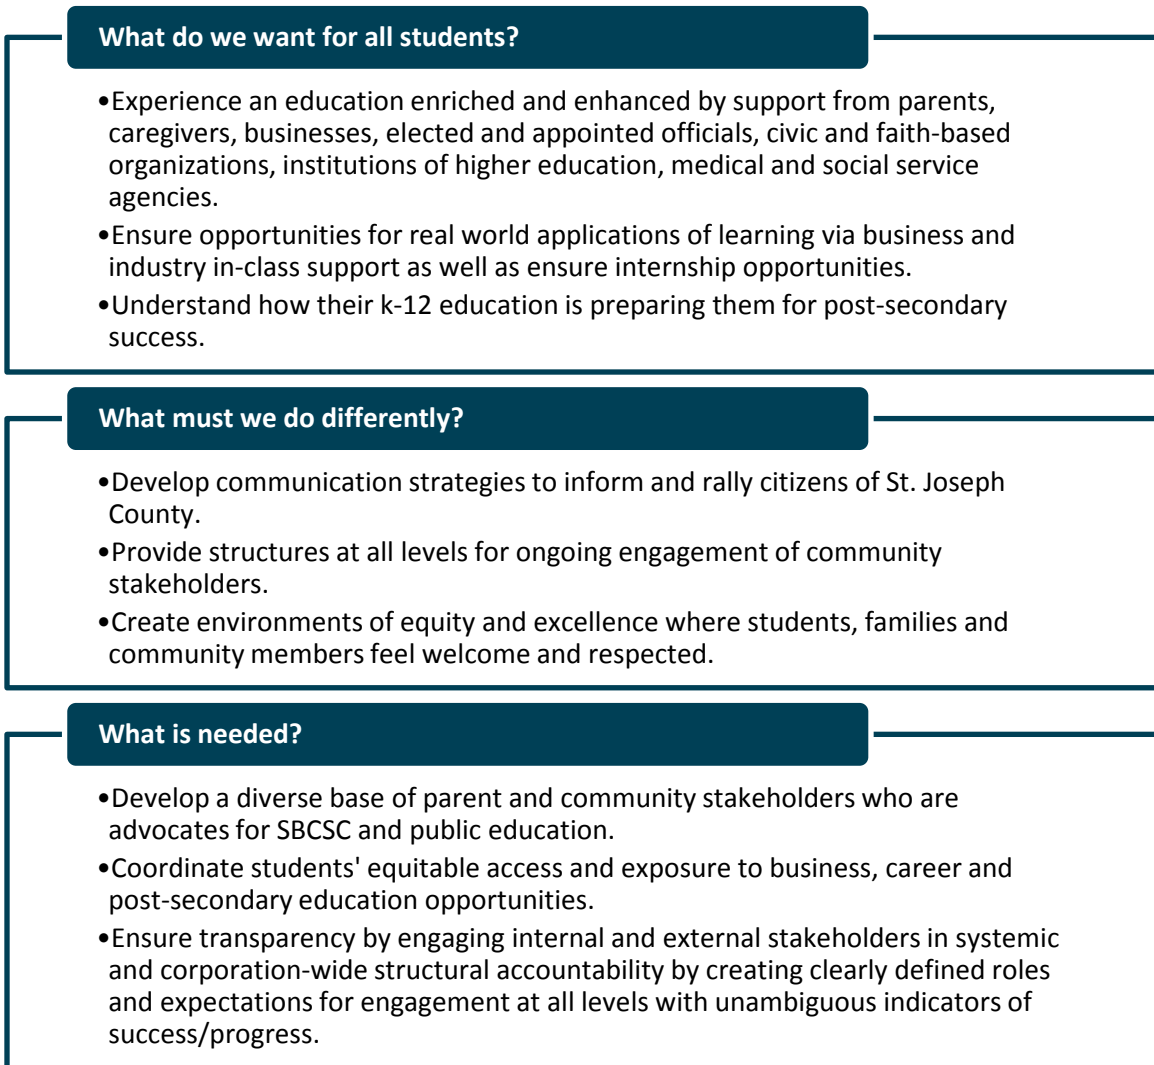 What do we want for all students?
•Experience an education enriched and enhanced by support from parents,
caregivers, businesses, elected and appointed officials, civic and faith-based
organizations, institutions of higher education, medical and social service
agencies.
•Ensure opportunities for real world applications of learning via business and
industry in-class support as well as ensure internship opportunities.
•Understand how their k-12 education is preparing them for post-secondary
success.
What must we do differently?
•Develop communication strategies to inform and rally citizens of St. Joseph
County.
•Provide structures at all levels for ongoing engagement of community
stakeholders.
•Create environments of equity and excellence where students, families and
community members feel welcome and respected.
What is needed?
•Develop a diverse base of parent and community stakeholders who are
advocates for SBCSC and public education.
•Coordinate students' equitable access and exposure to business, career and
post-secondary education opportunities.
•Ensure transparency by engaging internal and external stakeholders in systemic
and corporation-wide structural accountability by creating clearly defined roles
and expectations for engagement at all levels with unambiguous indicators of
success/progress.